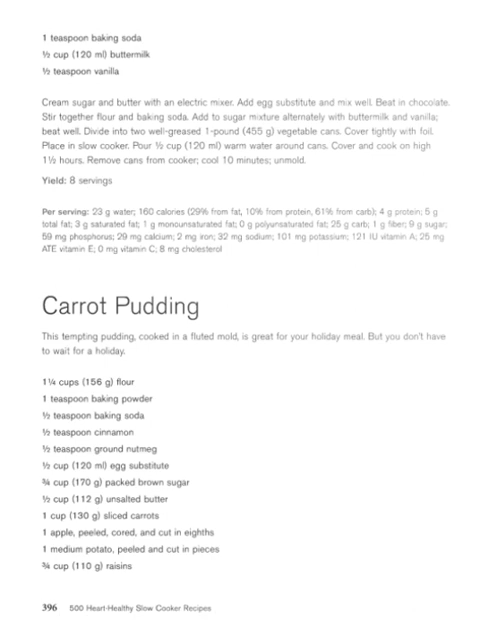 1 teaspoon baking soda
½ cup (120 ml) buttermilk
½ teaspoon vanilla
Cream sugar and butter with an electric mixer. Add egg substitute and mix well. Beat in chocolate.
Stir together flour and baking soda. Add to sugar mixture alternately with buttermilk and vanilla;
beat well. Divide into two well-greased 1-pound (455 g) vegetable cans. Cover tightly with foil.
Place in slow cooker. Pour ½ cup (120 ml) warm water around cans. Cover and cook on high
1½ hours. Remove cans from cooker; cool 10 minutes; unmold.
Yield: 8 servings
Per serving: 23 g water; 160 calories (29% from fat, 10% from protein, 61% from carb); 4 g protein; 5 g
total fat; 3 g saturated fat; 1 g monounsaturated fat; 0 g polyunsaturated fat; 25 g carb; 1 g fiber; 9 g sugar;
59 mg phosphorus; 29 mg calcium; 2 mg iron; 32 mg sodium; 101 mg potassium; 121 IU vitamin A; 25 mg
ATE vitamin E; 0 mg vitamin C; 8 mg cholesterol
Carrot Pudding
This tempting pudding, cooked in a fluted mold, is great for your holiday meal. But you don't have
to wait for a holiday.
1¼ cups (156 g) flour
1 teaspoon baking powder
½ teaspoon baking soda
½ teaspoon cinnamon
½ teaspoon ground nutmeg
½ cup (120 ml) egg substitute
¾ cup (170 g) packed brown sugar
½ cup (112 g) unsalted butter
1 cup (130 g) sliced carrots
1 apple, peeled, cored, and cut in eighths
1 medium potato, peeled and cut in pieces
¾ cup (110 g) raisins
396 500 Heart-Healthy Slow Cooker Recipes